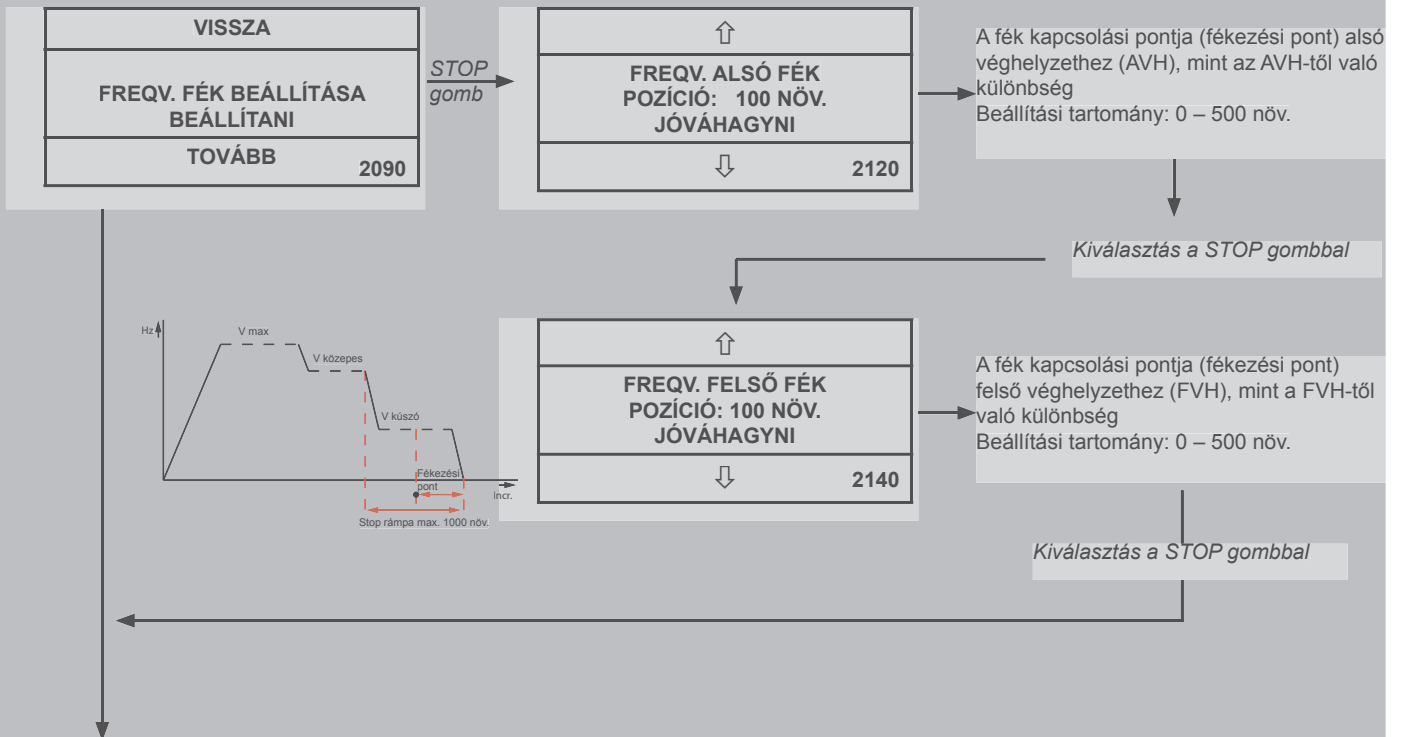 VISSZA
FREQV. FÉK BEÁLLÍTÁSA
BEÁLLÍTANI
TOVÁBB
2090
STOP
gomb
⇧
FREQV. ALSÓ FÉK
POZÍCIÓ: 100 NÖV.
JÓVÁHAGYNI
⇩
2120
A fék kapcsolási pontja (fékezési pont) alsó
véghelyzethez (AVH), mint az AVH-től való
különbség
Beállítási tartomány: 0 – 500 növ.
Kiválasztás a STOP gombbal
Hz
V max
V közepes
V kúszó
Fékezési
pont
Incr.
Stop rámpa max. 1000 növ.
⇧
FREQV. FELSŐ FÉK
POZÍCIÓ: 100 NÖV.
JÓVÁHAGYNI
⇩
2140
A fék kapcsolási pontja (fékezési pont)
felső véghelyzethez (FVH), mint a FVH-től
való különbség
Beállítási tartomány: 0 – 500 növ.
Kiválasztás a STOP gombbal